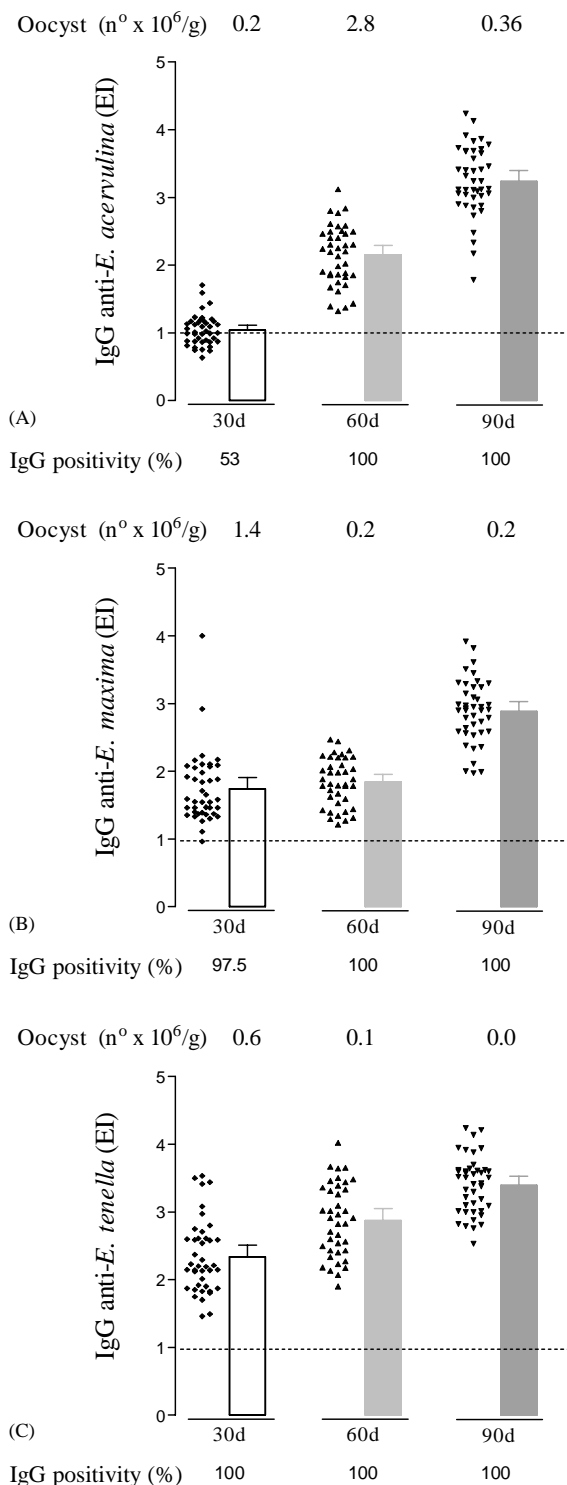 Oocyst (nº x 10⁶/g) 0.2 2.8 0.36
IgG anti-E. acervulina (EI)
5
4
3
2
1
0
(A)
30d 60d 90d
IgG positivity (%) 53 100 100
Oocyst (nº x 10⁶/g) 1.4 0.2 0.2
IgG anti-E. maxima (EI)
5
4
3
2
1
0
(B)
30d 60d 90d
IgG positivity (%) 97.5 100 100
Oocyst (nº x 10⁶/g) 0.6 0.1 0.0
IgG anti-E. tenella (EI)
5
4
3
2
1
0
(C)
30d 60d 90d
IgG positivity (%) 100 100 100